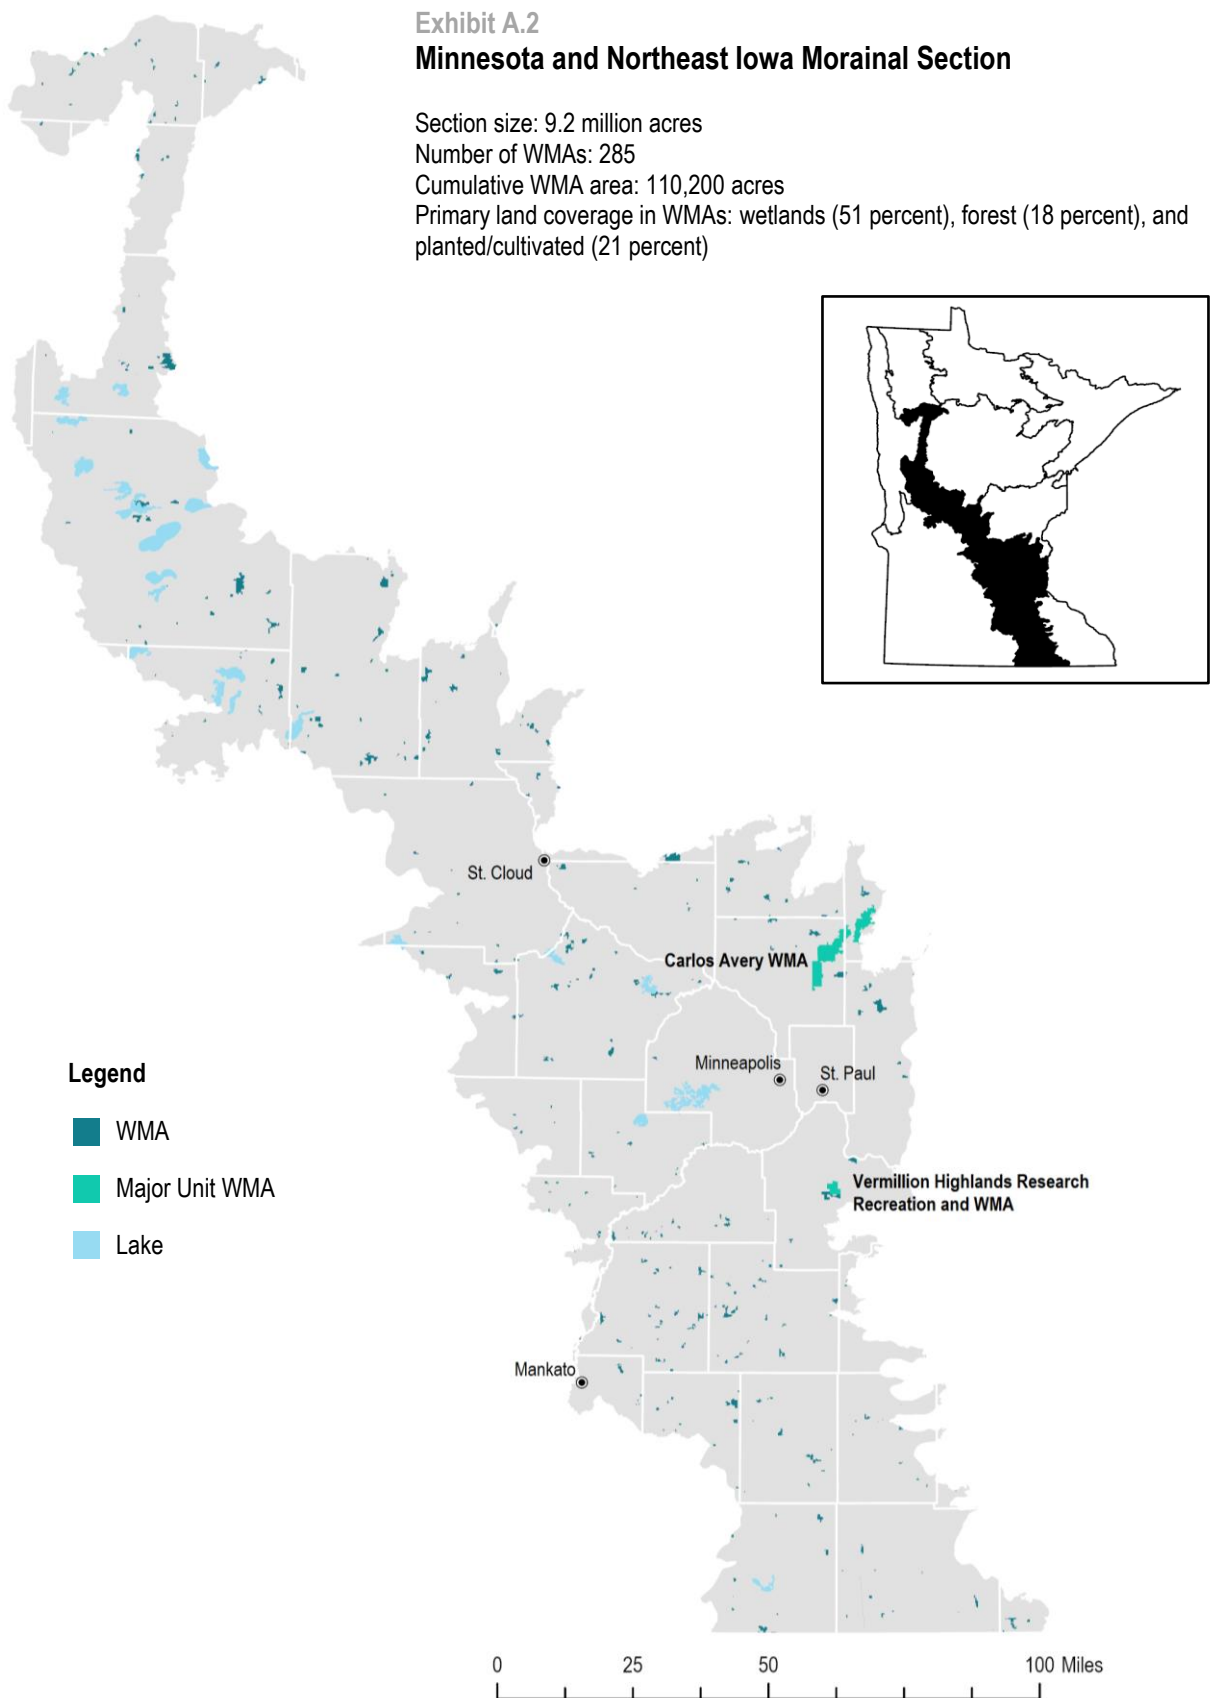 Exhibit A.2
Minnesota and Northeast Iowa Morainal Section
Section size: 9.2 million acres
Number of WMAs: 285
Cumulative WMA area: 110,200 acres
Primary land coverage in WMAs: wetlands (51 percent), forest (18 percent), and
planted/cultivated (21 percent)
St. Cloud
Carlos Avery WMA
Minneapolis
St. Paul
Legend
WMA
Major Unit WMA
Lake
Vermillion Highlands Research
Recreation and WMA
Mankato
0 25 50 100 Miles